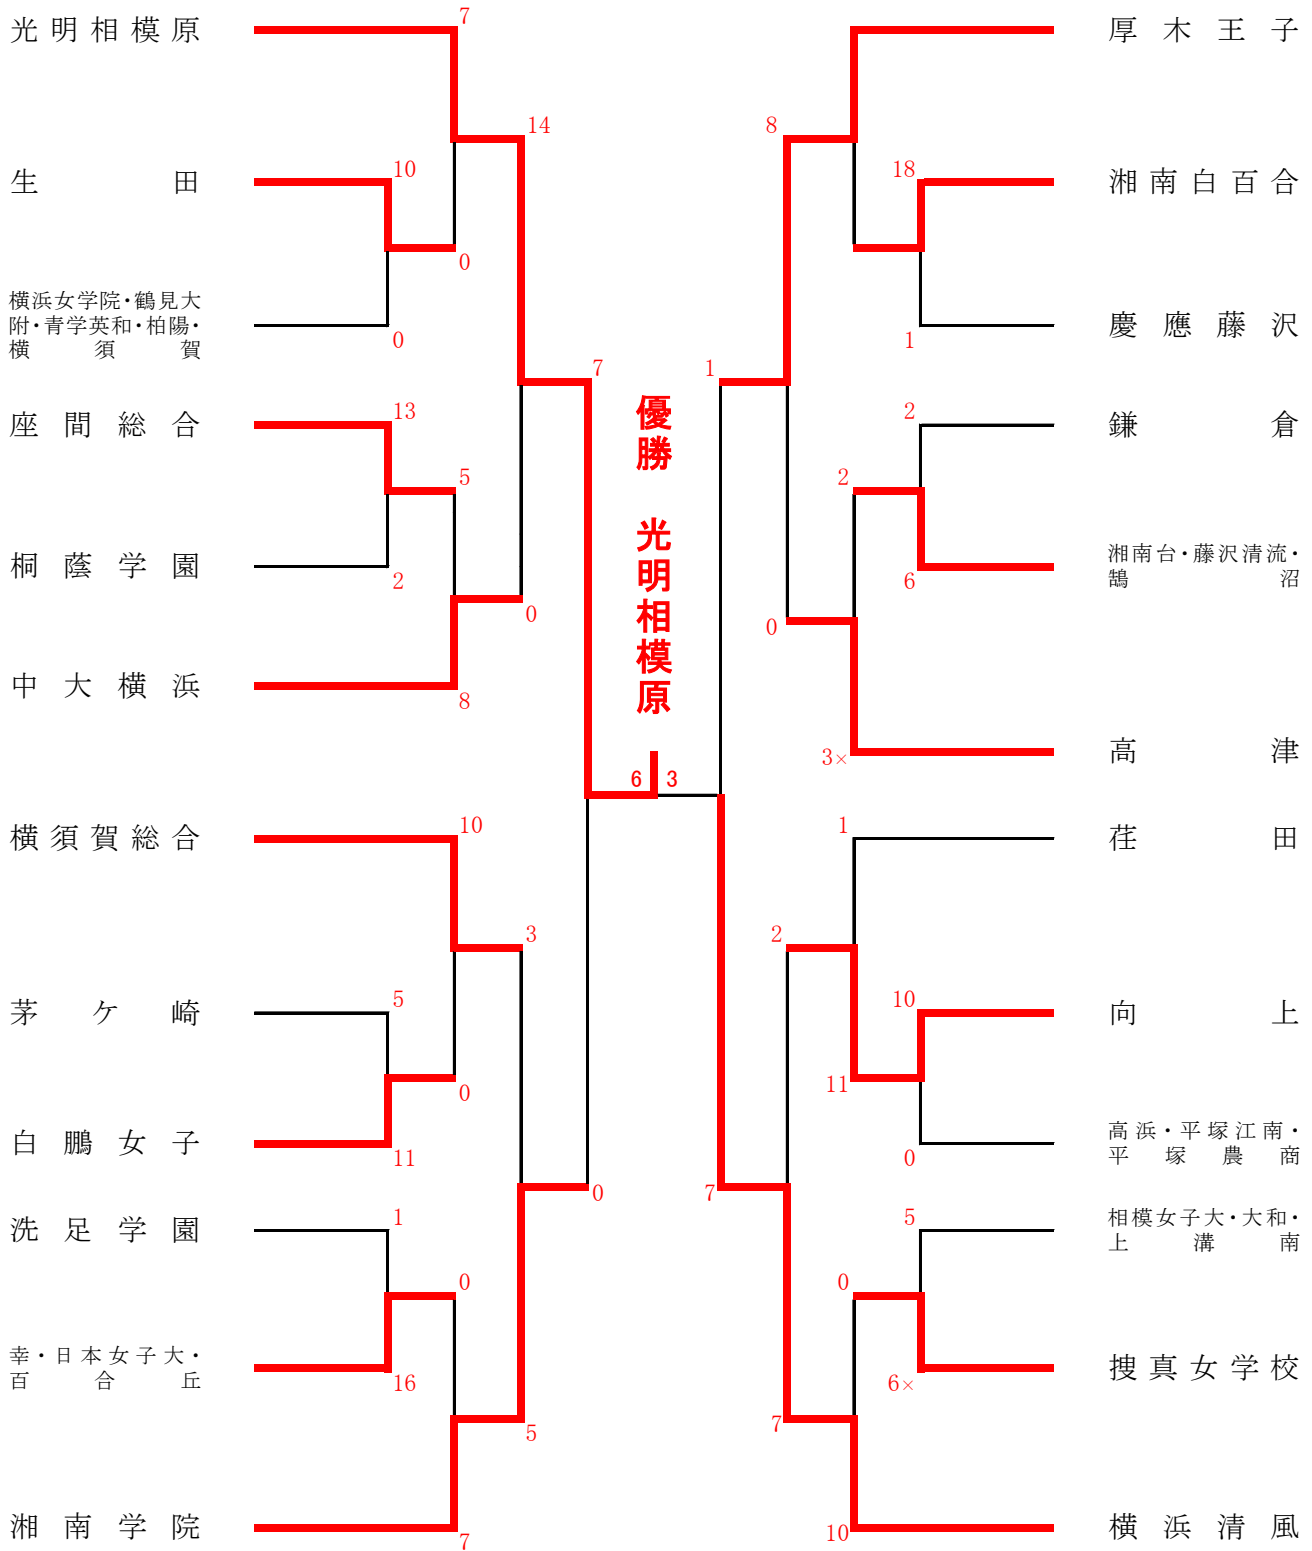 光明相模原
7
14
生田
10
0
横浜女学院・鶴見大
附・青学英和・柏陽・
横須賀
0
7
座間総合
13
5
桐蔭学園
2
0
中大横浜
8
横須賀総合
10
3
茅ケ崎
5
0
白鵬女子
11
0
洗足学園
1
0
幸・日本女子大・
百合丘
16
5
湘南学院
7
優勝　光明相模原
6
3
厚木王子
8
湘南白百合
18
慶應藤沢
1
1
鎌倉
2
2
湘南台・藤沢清流・
鵠沼
6
0
高津
3×
荏田
1
2
向上
10
11
高浜・平塚江南・
平塚農商
0
7
相模女子大・大和・
上溝南
5
0
捜真女学校
6×
7
横浜清風
10